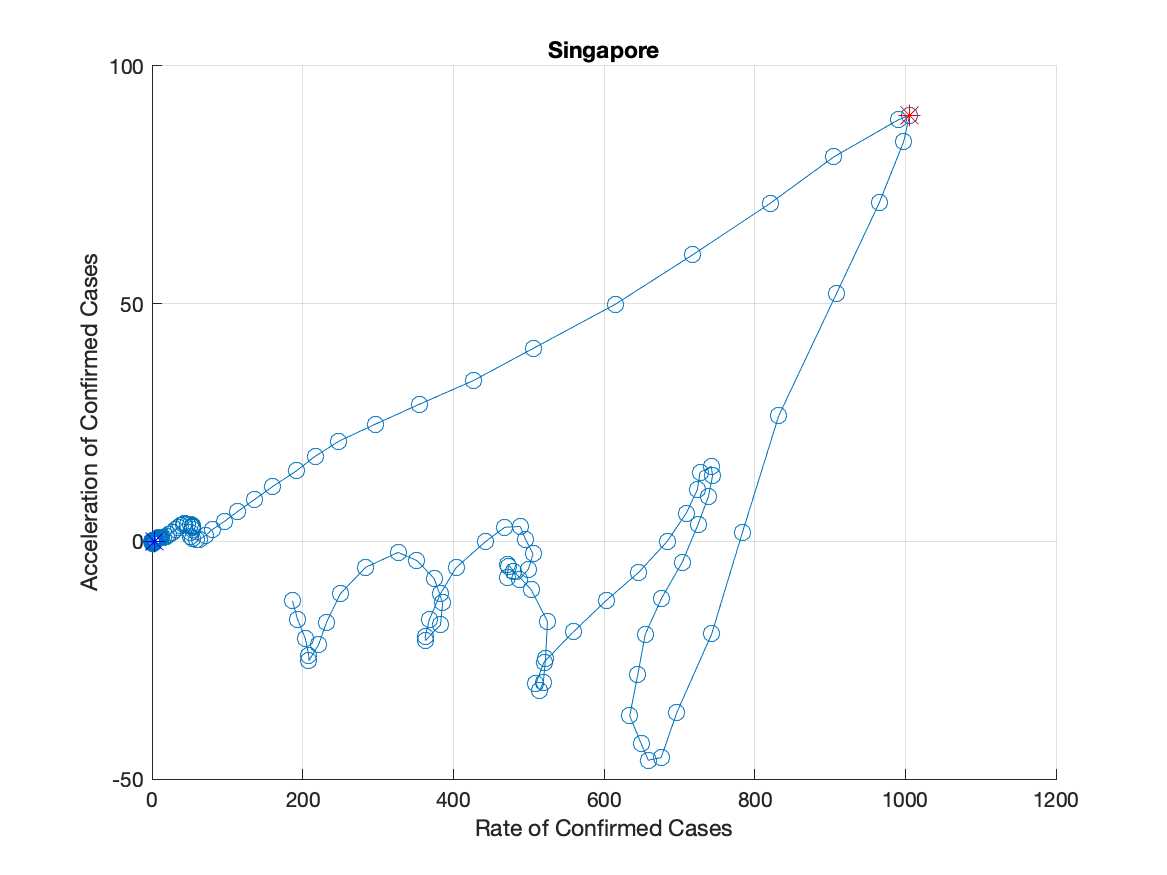 Singapore
100
50
0
-50
Acceleration of Confirmed Cases
0 200 400 600 800 1000 1200
Rate of Confirmed Cases